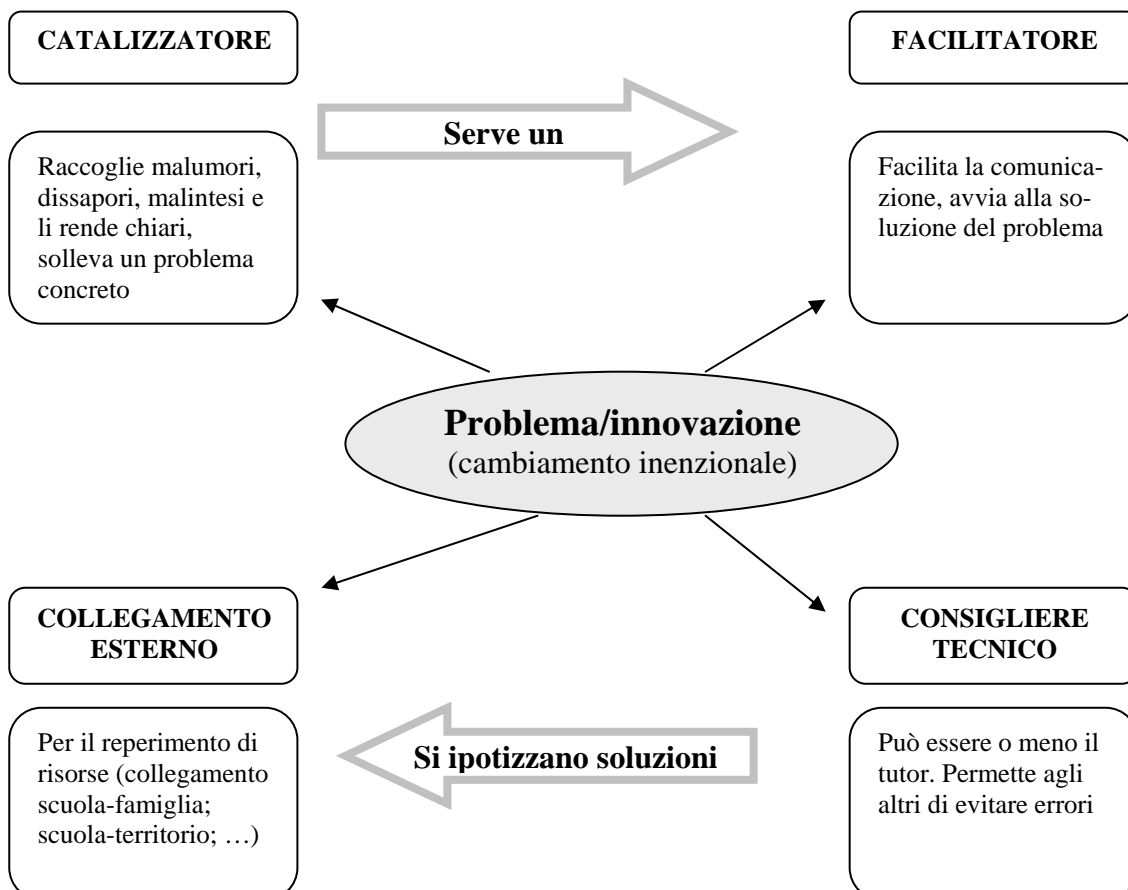 CATALIZZATORE
FACILITATORE
Serve un
Raccoglie malumori,
dissapori, malintesi e
li rende chiari,
solleva un problema
concreto
Facilita la comunica-
zione, avvia alla so-
luzione del problema
Problema/innovazione
(cambiamento inenzionale)
COLLEGAMENTO
ESTERNO
CONSIGLIERE
TECNICO
Per il reperimento di
risorse (collegamento
scuola-famiglia;
scuola-territorio; …)
Si ipotizzano soluzioni
Può essere o meno il
tutor. Permette agli
altri di evitare errori